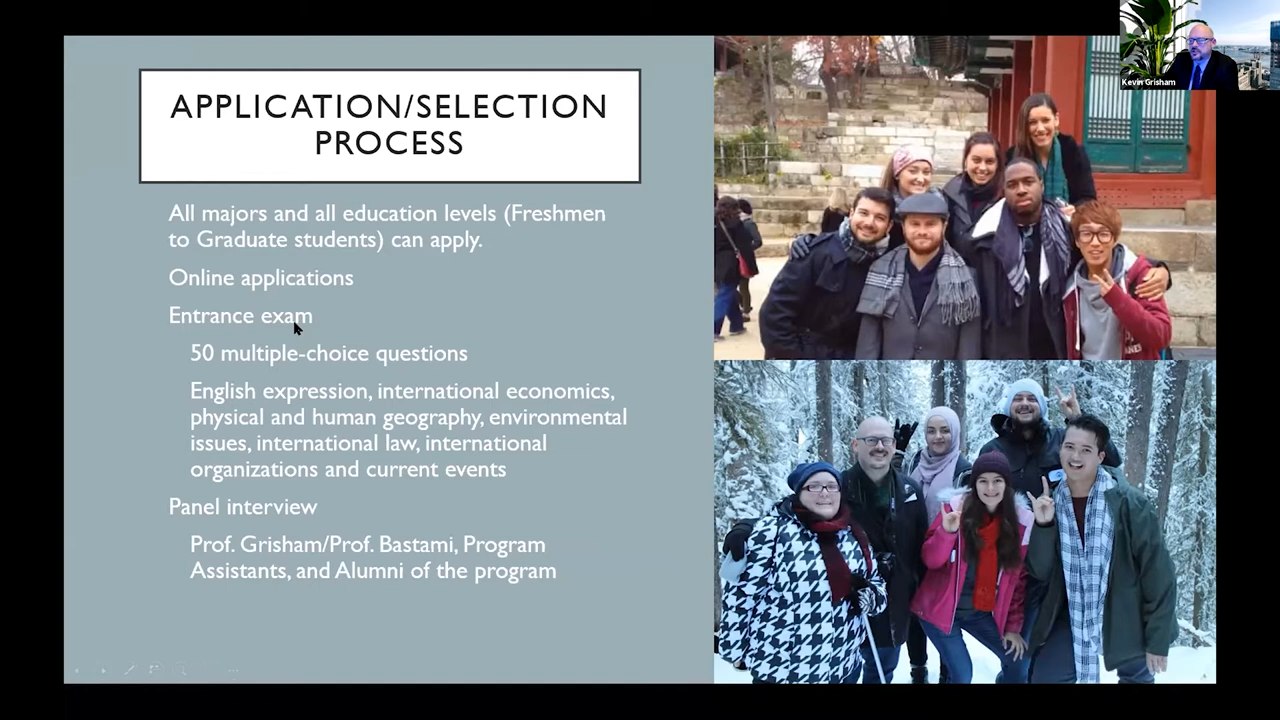 APPLICATION/SELECTION
PROCESS
All majors and all education levels (Freshmen
to Graduate students) can apply.
Online applications
Entrance exam
50 multiple-choice questions
English expression, international economics,
physical and human geography, environmental
issues, international law, international
organizations and current events
Panel interview
Prof. Grisham/Prof. Bastami, Program
Assistants, and Alumni of the program
Kevin Grisham